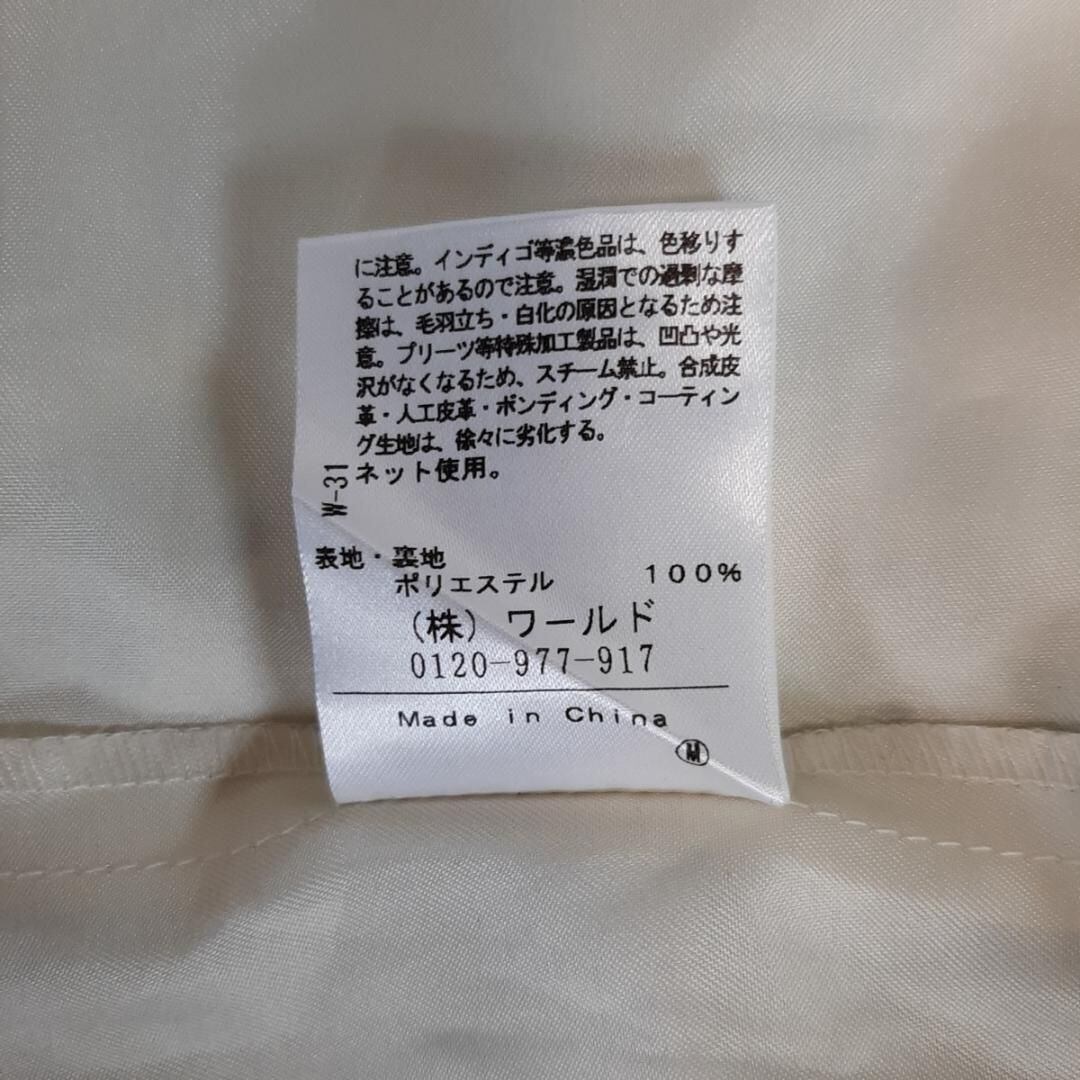 に注意。インディゴ等濃色品は、色移りす
ることがあるので注意。湿潤での過剰な摩
擦は、毛羽立ち・白化の原因となるため注
意。プリーツ等特殊加工製品は、凹凸や光
沢がなくなるため、スチーム禁止。合成皮
革・人工皮革・ボンディング・コーティン
グ生地は、徐々に劣化する。
ネット使用。
W-31
表地・裏地
ポリエステル 100%
(株) ワールド
0120-977-917
Made in China
M